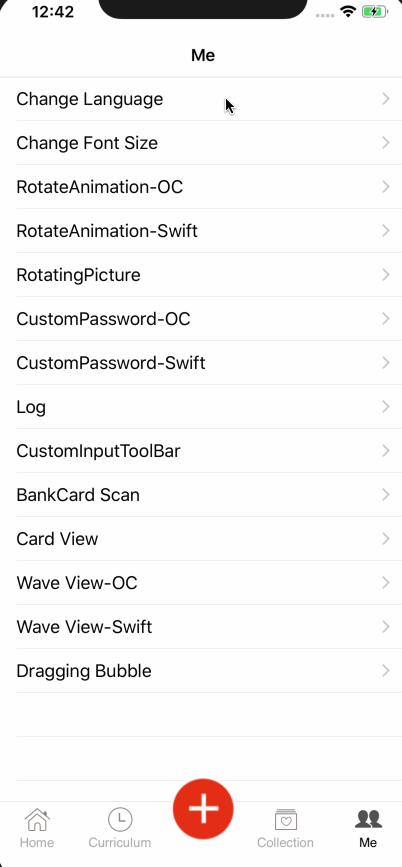 12:42
Me
Change Language
Change Font Size
RotateAnimation-OC
RotateAnimation-Swift
RotatingPicture
CustomPassword-OC
CustomPassword-Swift
Log
CustomInputToolBar
BankCard Scan
Card View
Wave View-OC
Wave View-Swift
Dragging Bubble
Home Curriculum Collection Me